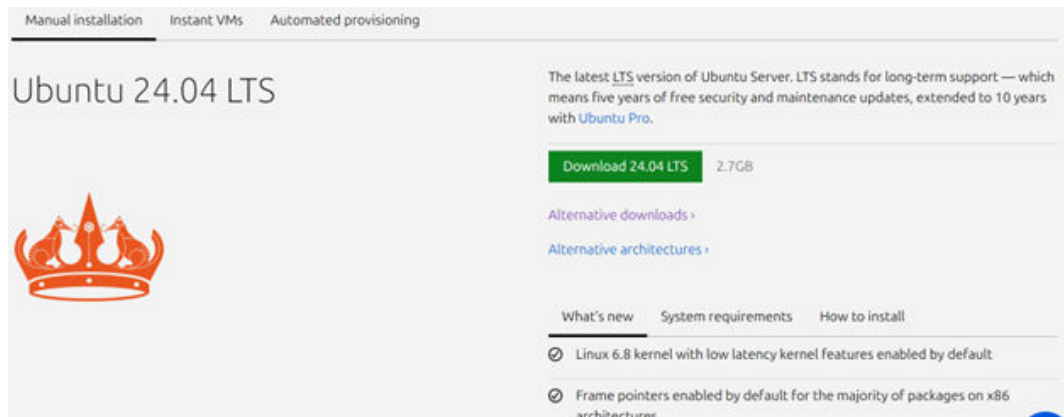 Manual installation Instant VMs Automated provisioning
Ubuntu 24.04 LTS
The latest LTS version of Ubuntu Server. LTS stands for long-term support — which
means five years of free security and maintenance updates, extended to 10 years
with Ubuntu Pro.
Download 24.04 LTS 2.7GB
Alternative downloads ›
Alternative architectures ›
What's new System requirements How to install
Linux 6.8 kernel with low latency kernel features enabled by default
Frame pointers enabled by default for the majority of packages on x86
architectures